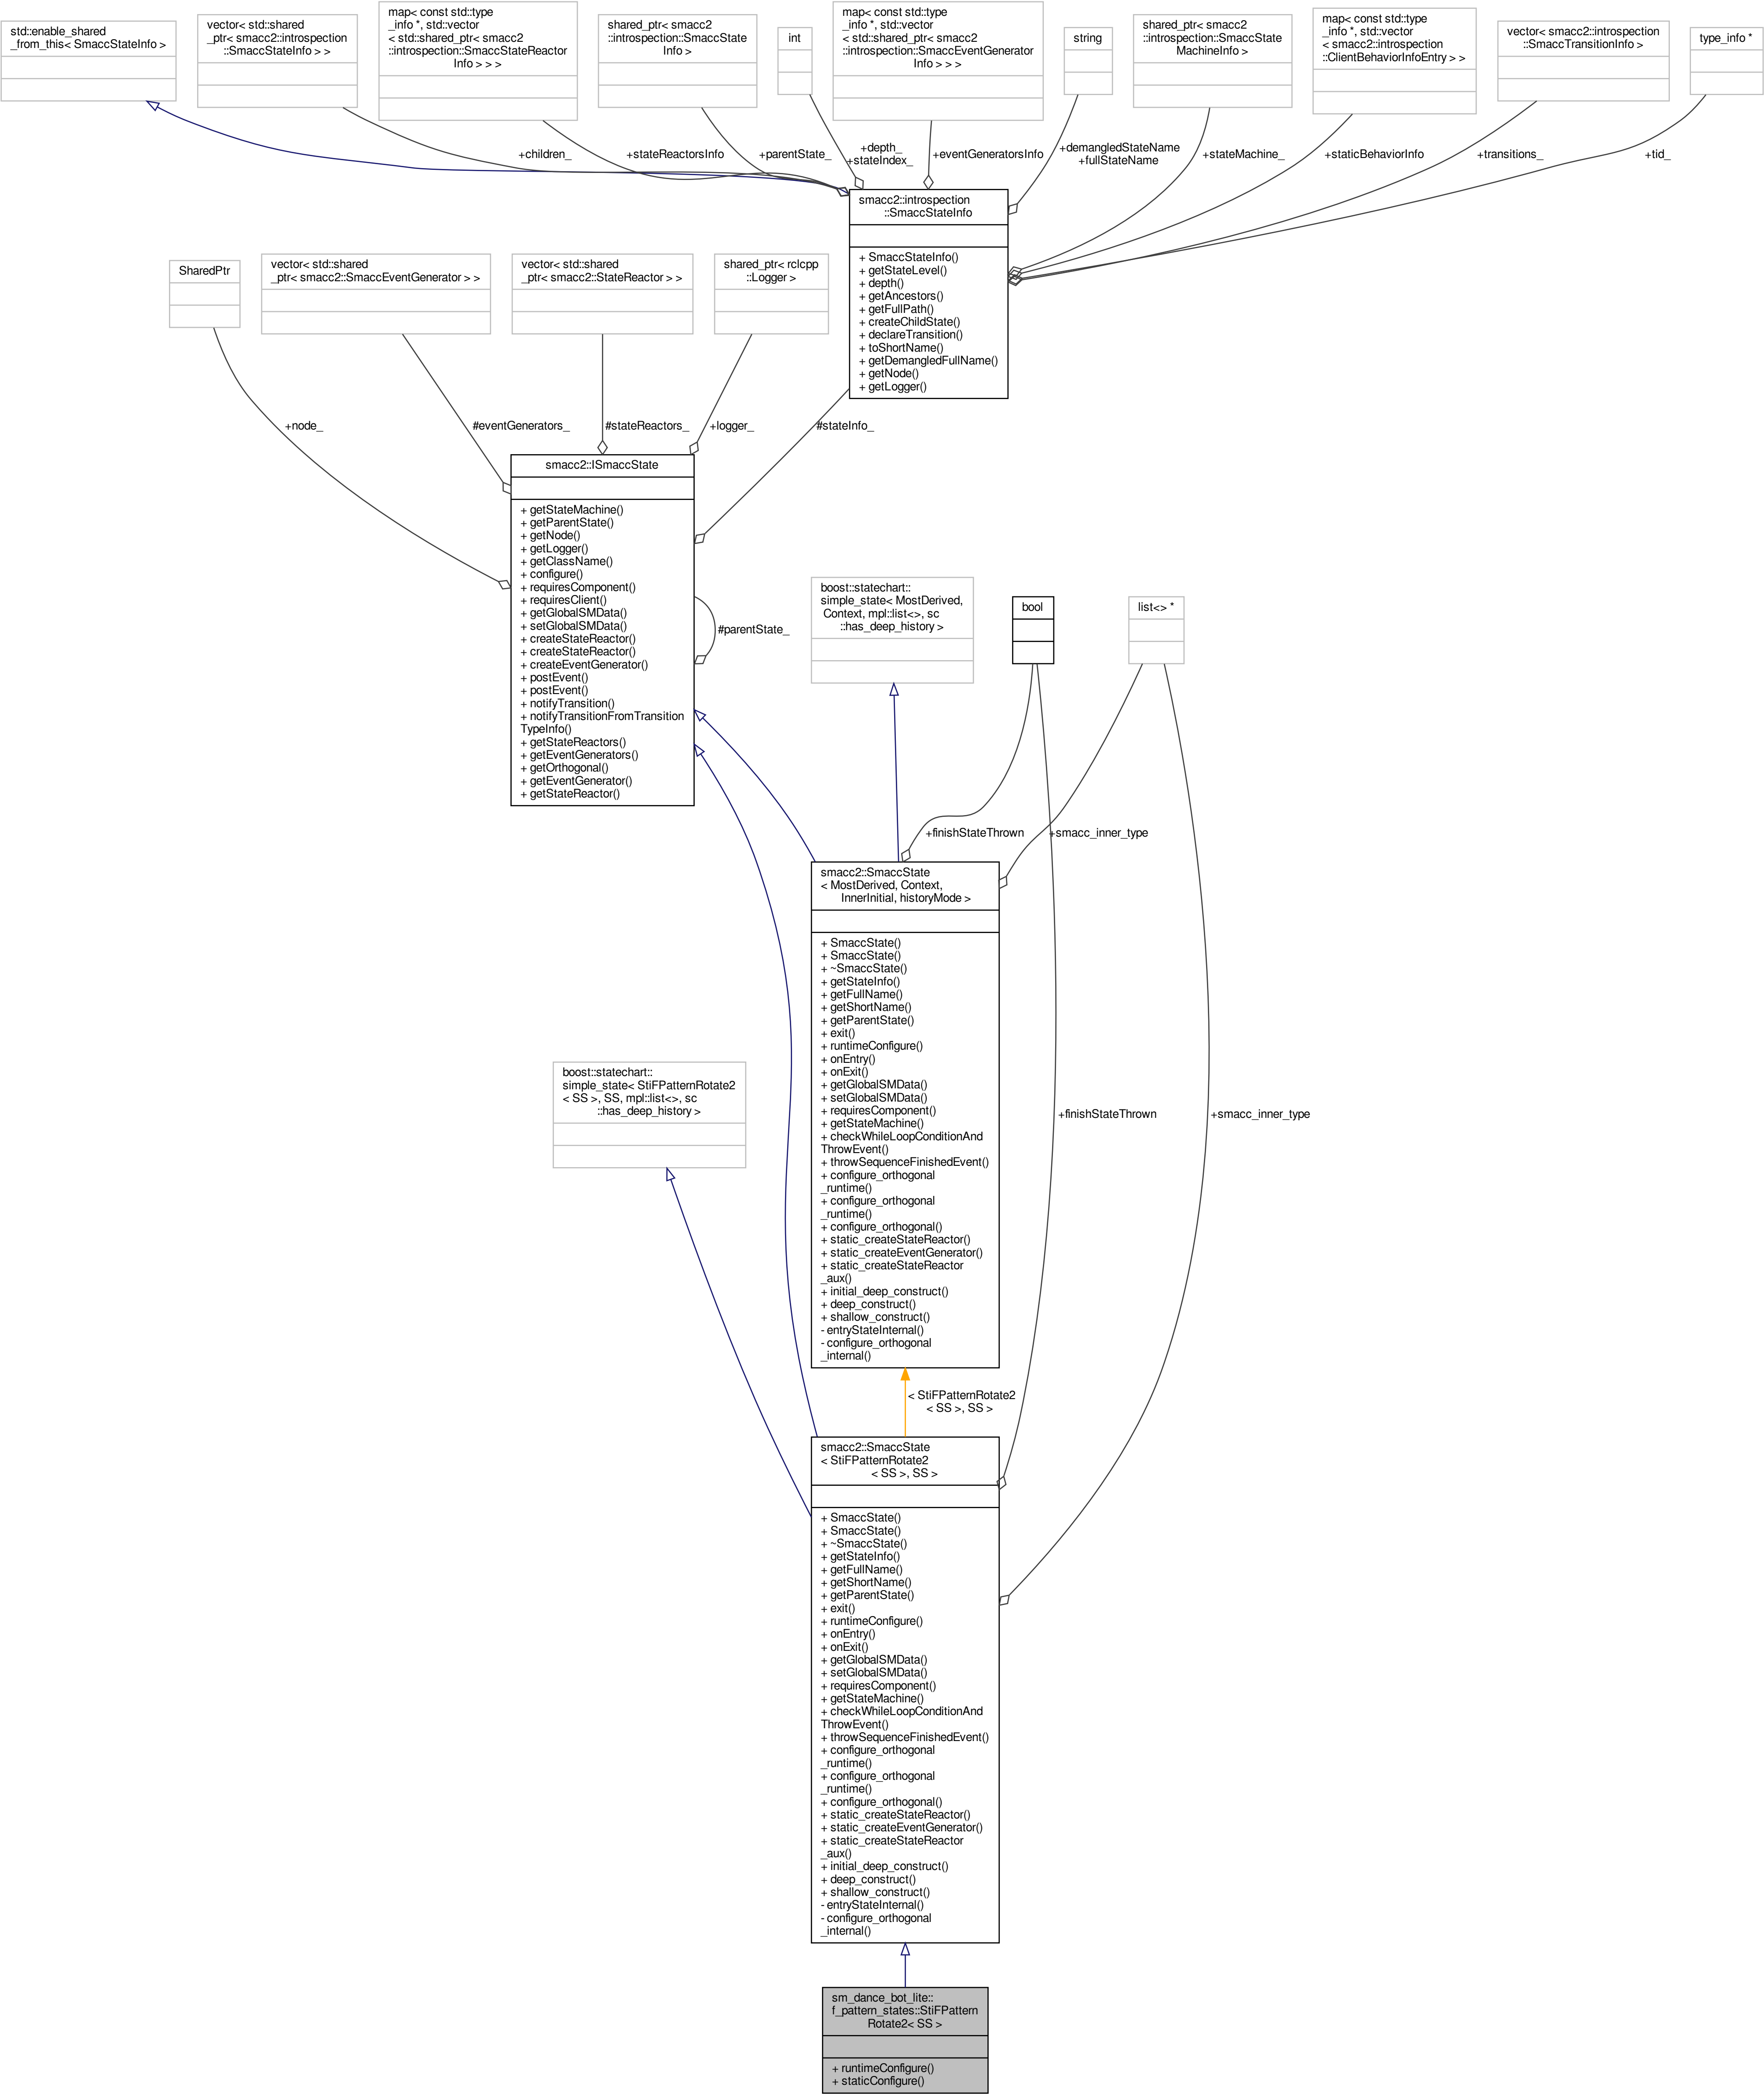 std::enable_shared
_from_this< SmaccStateInfo >
vector< std::shared
_ptr< smacc2::introspection
::SmaccStateInfo > >
map< const std::type
_info *, std::vector
< std::shared_ptr< smacc2
::introspection::SmaccStateReactor
Info > > >
shared_ptr< smacc2
::introspection::SmaccState
Info >
int
map< const std::type
_info *, std::vector
< std::shared_ptr< smacc2
::introspection::SmaccEventGenerator
Info > > >
string
shared_ptr< smacc2
::introspection::SmaccState
MachineInfo >
map< const std::type
_info *, std::vector
< smacc2::introspection
::ClientBehaviorInfoEntry > >
vector< smacc2::introspection
::SmaccTransitionInfo >
type_info *
+children_
+stateReactorsInfo
+parentState_
+depth_
+stateIndex_
+eventGeneratorsInfo
+demangledStateName
+fullStateName
+stateMachine_
+staticBehaviorInfo
+transitions_
+tid_
smacc2::introspection
::SmaccStateInfo
+ SmaccStateInfo()
+ getStateLevel()
+ depth()
+ getAncestors()
+ getFullPath()
+ createChildState()
+ declareTransition()
+ toShortName()
+ getDemangledFullName()
+ getNode()
+ getLogger()
SharedPtr
vector< std::shared
_ptr< smacc2::SmaccEventGenerator > >
vector< std::shared
_ptr< smacc2::StateReactor > >
shared_ptr< rclcpp
::Logger >
+node_
#eventGenerators_
#stateReactors_
+logger_
#stateInfo_
smacc2::ISmaccState
+ getStateMachine()
+ getParentState()
+ getNode()
+ getLogger()
+ getClassName()
+ configure()
+ requiresComponent()
+ requiresClient()
+ getGlobalSMData()
+ setGlobalSMData()
+ createStateReactor()
+ createStateReactor()
+ createEventGenerator()
+ postEvent()
+ postEvent()
+ notifyTransition()
+ notifyTransitionFromTransition
TypeInfo()
+ getStateReactors()
+ getEventGenerators()
+ getOrthogonal()
+ getEventGenerator()
+ getStateReactor()
#parentState_
boost::statechart::
simple_state< MostDerived,
Context, mpl::list<>, sc
::has_deep_history >
bool
list<> *
+finishStateThrown
+smacc_inner_type
smacc2::SmaccState
< MostDerived, Context,
InnerInitial, historyMode >
+ SmaccState()
+ SmaccState()
+ ~SmaccState()
+ getStateInfo()
+ getFullName()
+ getShortName()
+ getParentState()
+ exit()
+ runtimeConfigure()
+ onEntry()
+ onExit()
+ getGlobalSMData()
+ setGlobalSMData()
+ requiresComponent()
+ getStateMachine()
+ checkWhileLoopConditionAnd
ThrowEvent()
+ throwSequenceFinishedEvent()
+ configure_orthogonal
_runtime()
+ configure_orthogonal
_runtime()
+ configure_orthogonal()
+ static_createStateReactor()
+ static_createEventGenerator()
+ static_createStateReactor
_aux()
+ initial_deep_construct()
+ deep_construct()
+ shallow_construct()
- entryStateInternal()
- configure_orthogonal
_internal()
boost::statechart::
simple_state< StiFPatternRotate2
< SS >, SS, mpl::list<>, sc
::has_deep_history >
+finishStateThrown
+smacc_inner_type
< StiFPatternRotate2
< SS >, SS >
smacc2::SmaccState
< StiFPatternRotate2
< SS >, SS >
+ SmaccState()
+ SmaccState()
+ ~SmaccState()
+ getStateInfo()
+ getFullName()
+ getShortName()
+ getParentState()
+ exit()
+ runtimeConfigure()
+ onEntry()
+ onExit()
+ getGlobalSMData()
+ setGlobalSMData()
+ requiresComponent()
+ getStateMachine()
+ checkWhileLoopConditionAnd
ThrowEvent()
+ throwSequenceFinishedEvent()
+ configure_orthogonal
_runtime()
+ configure_orthogonal
_runtime()
+ configure_orthogonal()
+ static_createStateReactor()
+ static_createEventGenerator()
+ static_createStateReactor
_aux()
+ initial_deep_construct()
+ deep_construct()
+ shallow_construct()
- entryStateInternal()
- configure_orthogonal
_internal()
sm_dance_bot_lite::
f_pattern_states::StiFPattern
Rotate2< SS >
+ runtimeConfigure()
+ staticConfigure()